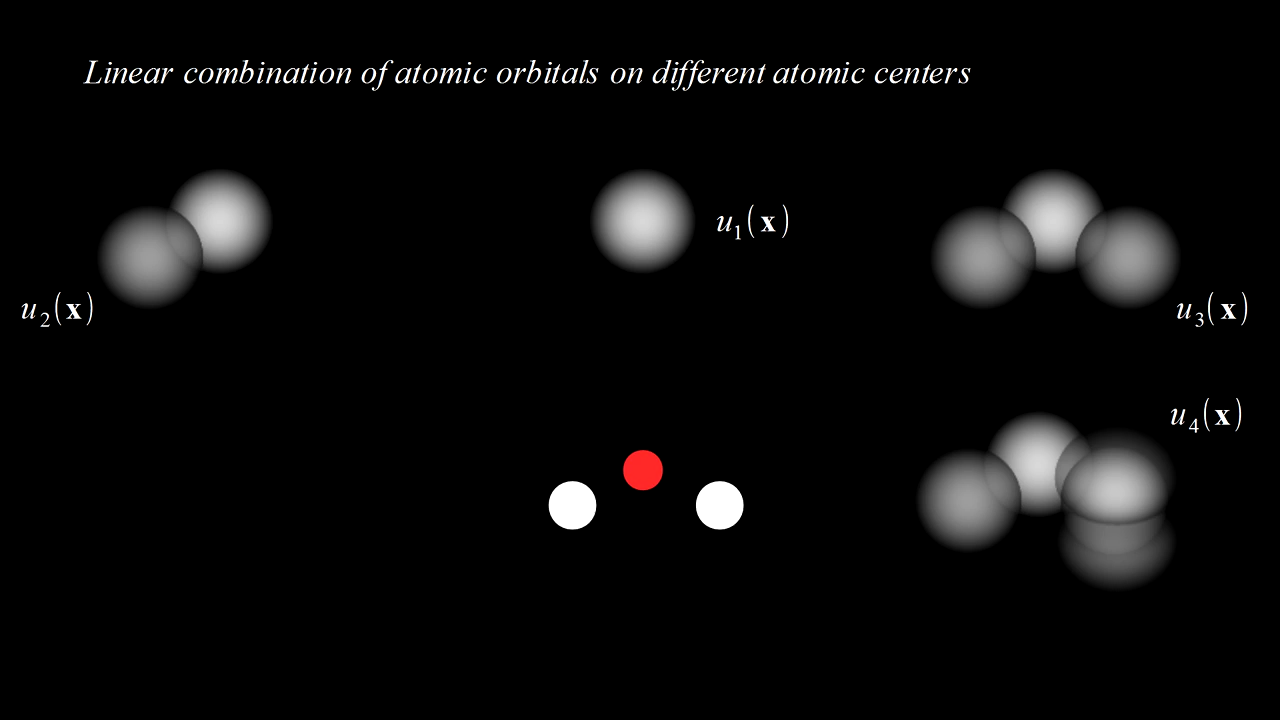 Linear combination of atomic orbitals on different atomic centers
u₁(x)
u₂(x)
u₃(x)
u₄(x)